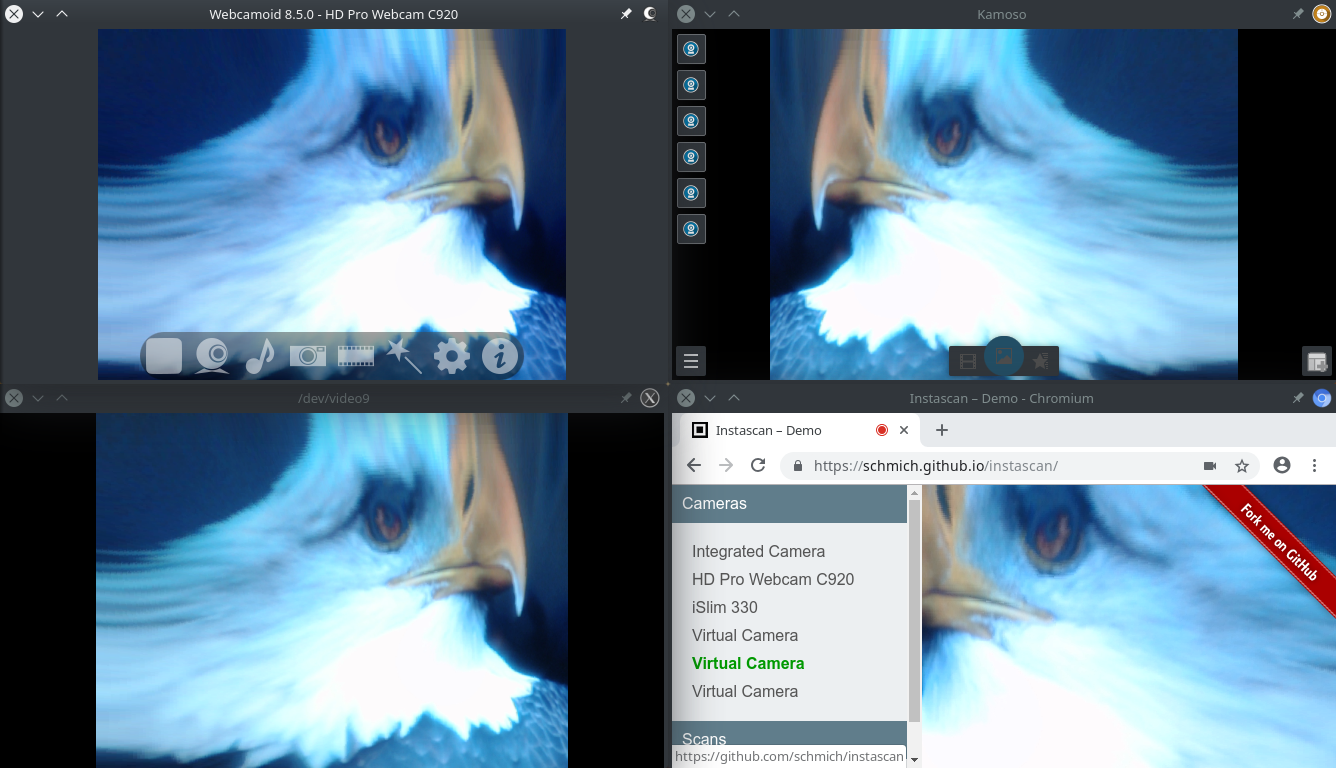 Webcamoid 8.5.0 - HD Pro Webcam C920
Kamoso
/dev/video9
Instascan – Demo - Chromium
Instascan – Demo
https://schmich.github.io/instascan/
Cameras
Integrated Camera
HD Pro Webcam C920
iSlim 330
Virtual Camera
Virtual Camera
Virtual Camera
Scans
https://github.com/schmich/instascan
Fork me on GitHub